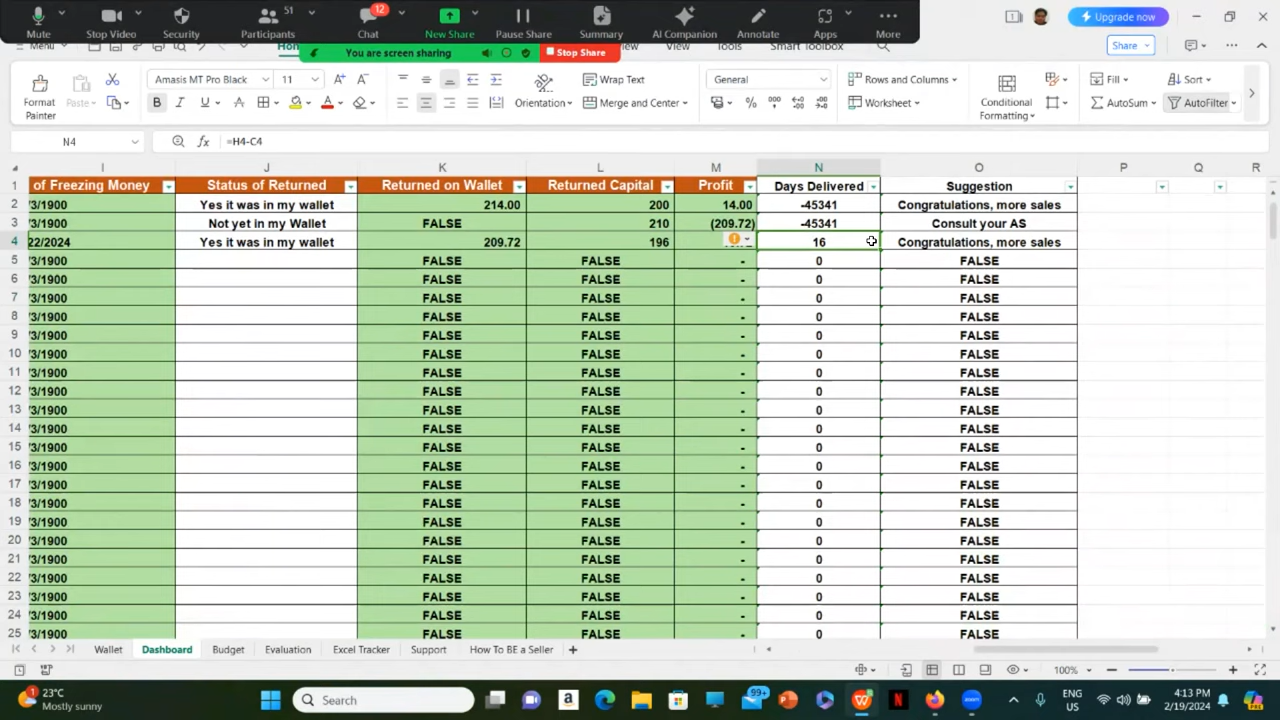 51
12
Mute
Stop Video
Security
Participants
Chat
New Share
Pause Share
Summary
AI Companion
Annotate
Apps
More
Upgrade now
Menu
You are screen sharing
Stop Share
View
Tools
Smart Toolbox
Share
Format Painter
Paste
Amasis MT Pro Black
11
Orientation
Wrap Text
Merge and Center
General
Conditional Formatting
Rows and Columns
Worksheet
Fill
AutoSum
Sort
AutoFilter
N4
=H4-C4
I J K L M N O P Q R
1 of Freezing Money Status of Returned Returned on Wallet Returned Capital Profit Days Delivered Suggestion
2 '3/1900 Yes it was in my wallet 214.00 200 14.00 -45341 Congratulations, more sales
3 '3/1900 Not yet in my Wallet FALSE 210 (209.72) -45341 Consult your AS
4 22/2024 Yes it was in my wallet 209.72 196 16 Congratulations, more sales
5 '3/1900 FALSE FALSE - 0 FALSE
6 '3/1900 FALSE FALSE - 0 FALSE
7 '3/1900 FALSE FALSE - 0 FALSE
8 '3/1900 FALSE FALSE - 0 FALSE
9 '3/1900 FALSE FALSE - 0 FALSE
10 '3/1900 FALSE FALSE - 0 FALSE
11 '3/1900 FALSE FALSE - 0 FALSE
12 '3/1900 FALSE FALSE - 0 FALSE
13 '3/1900 FALSE FALSE - 0 FALSE
14 '3/1900 FALSE FALSE - 0 FALSE
15 '3/1900 FALSE FALSE - 0 FALSE
16 '3/1900 FALSE FALSE - 0 FALSE
17 '3/1900 FALSE FALSE - 0 FALSE
18 '3/1900 FALSE FALSE - 0 FALSE
19 '3/1900 FALSE FALSE - 0 FALSE
20 '3/1900 FALSE FALSE - 0 FALSE
21 '3/1900 FALSE FALSE - 0 FALSE
22 '3/1900 FALSE FALSE - 0 FALSE
23 '3/1900 FALSE FALSE - 0 FALSE
24 '3/1900 FALSE FALSE - 0 FALSE
25 '3/1900 FALSE FALSE - 0 FALSE
Wallet Dashboard Budget Evaluation Excel Tracker Support How To BE a Seller
100%
1
23°C
Mostly sunny
Search
99+
ENG
US
4:13 PM
2/19/2024